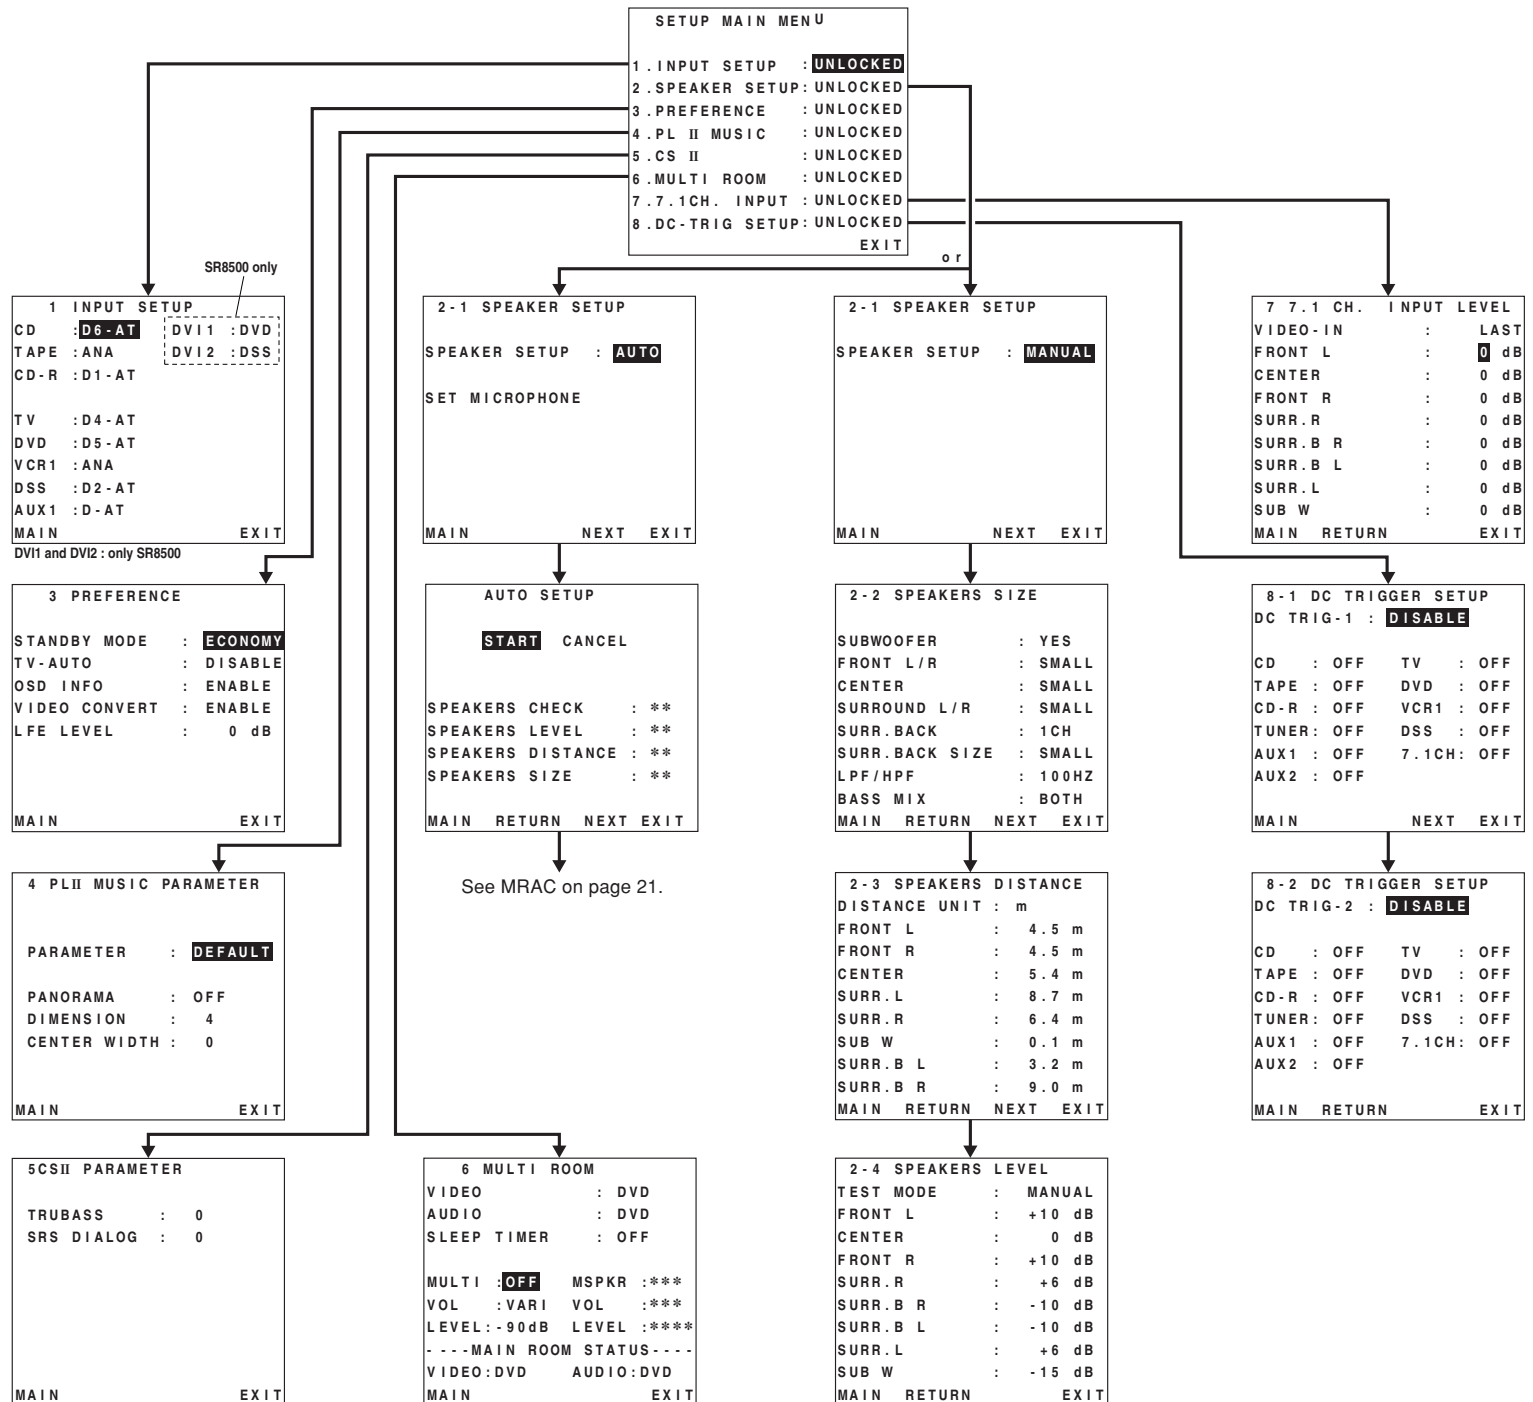 SETUP MAIN MENU
1.INPUT SETUP : UNLOCKED
2.SPEAKER SETUP: UNLOCKED
3.PREFERENCE : UNLOCKED
4.PL II MUSIC : UNLOCKED
5.CS II : UNLOCKED
6.MULTI ROOM : UNLOCKED
7.7.1CH. INPUT : UNLOCKED
8.DC-TRIG SETUP: UNLOCKED
EXIT
or
SR8500 only
1 INPUT SETUP
CD :D6-AT DVI1 :DVD
TAPE :ANA DVI2 :DSS
CD-R :D1-AT
TV :D4-AT
DVD :D5-AT
VCR1 :ANA
DSS :D2-AT
AUX1 :D-AT
MAIN EXIT
DVI1 and DVI2 : only SR8500
2-1 SPEAKER SETUP
SPEAKER SETUP : AUTO
SET MICROPHONE
MAIN NEXT EXIT
2-1 SPEAKER SETUP
SPEAKER SETUP : MANUAL
MAIN NEXT EXIT
7 7.1 CH. INPUT LEVEL
VIDEO-IN : LAST
FRONT L : 0 dB
CENTER : 0 dB
FRONT R : 0 dB
SURR.R : 0 dB
SURR.B R : 0 dB
SURR.B L : 0 dB
SURR.L : 0 dB
SUB W : 0 dB
MAIN RETURN EXIT
3 PREFERENCE
STANDBY MODE : ECONOMY
TV-AUTO : DISABLE
OSD INFO : ENABLE
VIDEO CONVERT : ENABLE
LFE LEVEL : 0 dB
MAIN EXIT
AUTO SETUP
START CANCEL
SPEAKERS CHECK : **
SPEAKERS LEVEL : **
SPEAKERS DISTANCE : **
SPEAKERS SIZE : **
MAIN RETURN NEXT EXIT
See MRAC on page 21.
2-2 SPEAKERS SIZE
SUBWOOFER : YES
FRONT L/R : SMALL
CENTER : SMALL
SURROUND L/R : SMALL
SURR.BACK : 1CH
SURR.BACK SIZE : SMALL
LPF/HPF : 100HZ
BASS MIX : BOTH
MAIN RETURN NEXT EXIT
8-1 DC TRIGGER SETUP
DC TRIG-1 : DISABLE
CD : OFF TV : OFF
TAPE : OFF DVD : OFF
CD-R : OFF VCR1 : OFF
TUNER: OFF DSS : OFF
AUX1 : OFF 7.1CH: OFF
AUX2 : OFF
MAIN NEXT EXIT
4 PLII MUSIC PARAMETER
PARAMETER : DEFAULT
PANORAMA : OFF
DIMENSION : 4
CENTER WIDTH : 0
MAIN EXIT
2-3 SPEAKERS DISTANCE
DISTANCE UNIT : m
FRONT L : 4.5 m
FRONT R : 4.5 m
CENTER : 5.4 m
SURR.L : 8.7 m
SURR.R : 6.4 m
SUB W : 0.1 m
SURR.B L : 3.2 m
SURR.B R : 9.0 m
MAIN RETURN NEXT EXIT
8-2 DC TRIGGER SETUP
DC TRIG-2 : DISABLE
CD : OFF TV : OFF
TAPE : OFF DVD : OFF
CD-R : OFF VCR1 : OFF
TUNER: OFF DSS : OFF
AUX1 : OFF 7.1CH: OFF
AUX2 : OFF
MAIN RETURN EXIT
5CSII PARAMETER
TRUBASS : 0
SRS DIALOG : 0
MAIN EXIT
6 MULTI ROOM
VIDEO : DVD
AUDIO : DVD
SLEEP TIMER : OFF
MULTI :OFF MSPKR :***
VOL :VARI VOL :***
LEVEL:-90dB LEVEL :****
----MAIN ROOM STATUS----
VIDEO:DVD AUDIO:DVD
MAIN EXIT
2-4 SPEAKERS LEVEL
TEST MODE : MANUAL
FRONT L : +10 dB
CENTER : 0 dB
FRONT R : +10 dB
SURR.R : +6 dB
SURR.B R : -10 dB
SURR.B L : -10 dB
SURR.L : +6 dB
SUB W : -15 dB
MAIN RETURN EXIT